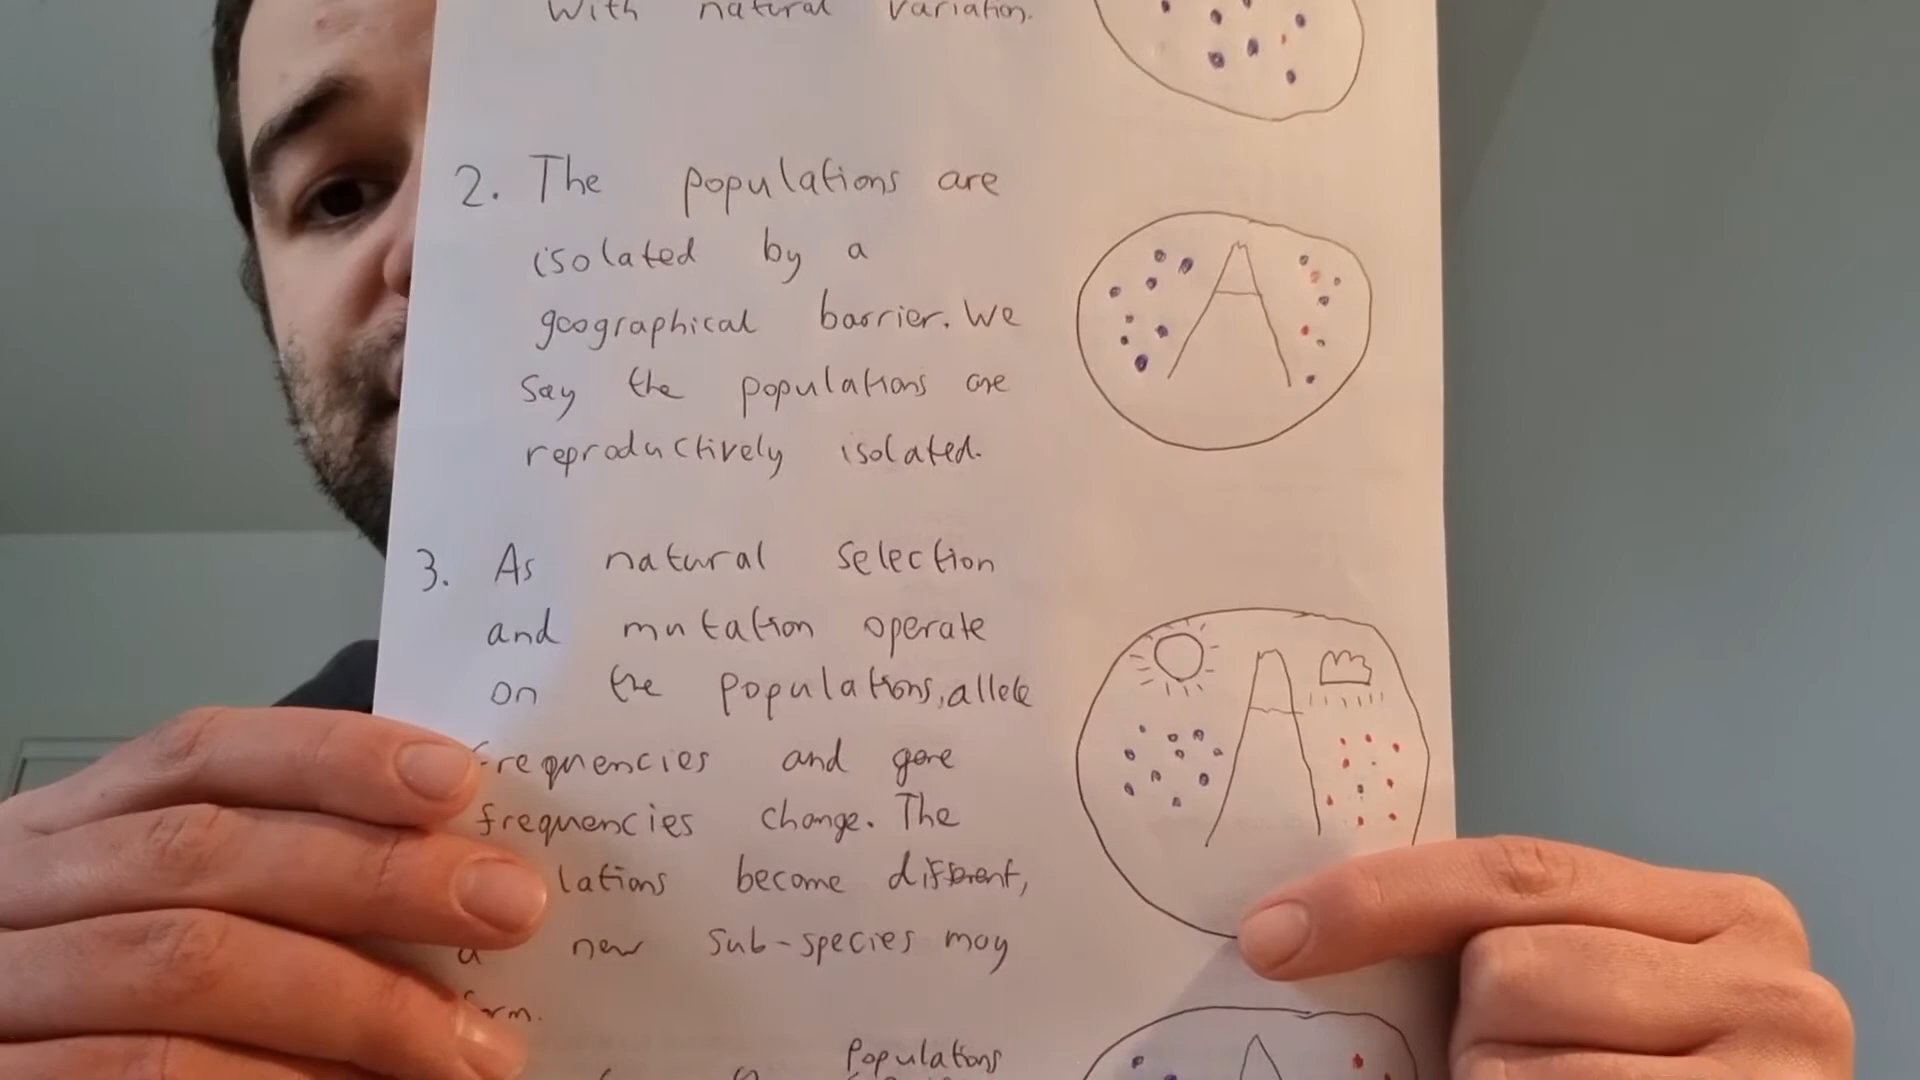 with natural variation.
2. The populations are
isolated by a
geographical barrier. We
say the populations are
reproductively isolated.
3. As natural selection
and mutation operate
on the populations, allele
frequencies and gene
frequencies change. The
lations become different,
a new sub-species may
form.
Populations